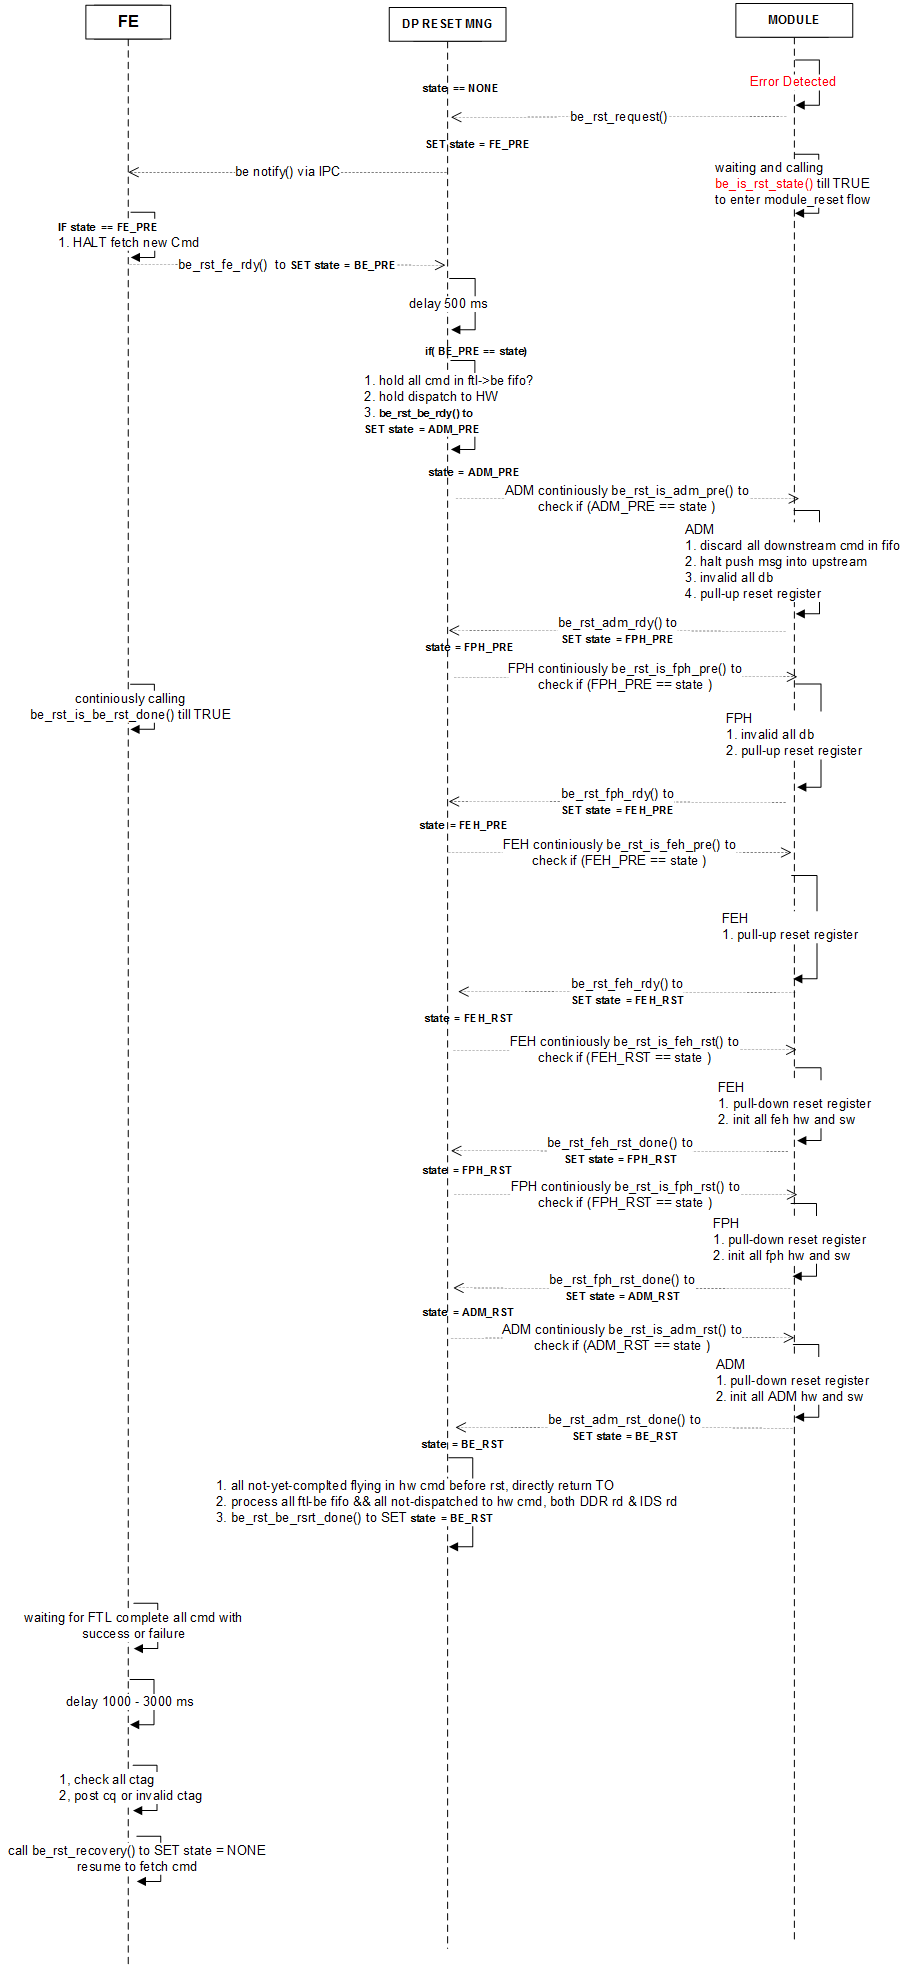 FE
DP RESET MNG
MODULE
Error Detected
state == NONE
be_rst_request()
SET state = FE_PRE
be notify() via IPC
waiting and calling
be_is_rst_state() till TRUE
to enter module_reset flow
IF state == FE_PRE
1. HALT fetch new Cmd
be_rst_fe_rdy() to SET state = BE_PRE
delay 500 ms
if( BE_PRE == state)
1. hold all cmd in ftl->be fifo?
2. hold dispatch to HW
3. be_rst_be_rdy() to
SET state = ADM_PRE
state = ADM_PRE
ADM continiously be_rst_is_adm_pre() to
check if (ADM_PRE == state )
ADM
1. discard all downstream cmd in fifo
2. halt push msg into upstream
3. invalid all db
4. pull-up reset register
be_rst_adm_rdy() to
SET state = FPH_PRE
state = FPH_PRE
FPH continiously be_rst_is_fph_pre() to
check if (FPH_PRE == state )
continiously calling
be_rst_is_be_rst_done() till TRUE
FPH
1. invalid all db
2. pull-up reset register
be_rst_fph_rdy() to
SET state = FEH_PRE
state = FEH_PRE
FEH continiously be_rst_is_feh_pre() to
check if (FEH_PRE == state )
FEH
1. pull-up reset register
be_rst_feh_rdy() to
SET state = FEH_RST
state = FEH_RST
FEH continiously be_rst_is_feh_rst() to
check if (FEH_RST == state )
FEH
1. pull-down reset register
2. init all feh hw and sw
be_rst_feh_rst_done() to
SET state = FPH_RST
state = FPH_RST
FPH continiously be_rst_is_fph_rst() to
check if (FPH_RST == state )
FPH
1. pull-down reset register
2. init all fph hw and sw
be_rst_fph_rst_done() to
SET state = ADM_RST
state = ADM_RST
ADM continiously be_rst_is_adm_rst() to
check if (ADM_RST == state )
ADM
1. pull-down reset register
2. init all ADM hw and sw
be_rst_adm_rst_done() to
SET state = BE_RST
state = BE_RST
1. all not-yet-complted flying in hw cmd before rst, directly return TO
2. process all ftl-be fifo && all not-dispatched to hw cmd, both DDR rd & IDS rd
3. be_rst_be_rsrt_done() to SET state = BE_RST
waiting for FTL complete all cmd with
success or failure
delay 1000 - 3000 ms
1, check all ctag
2, post cq or invalid ctag
call be_rst_recovery() to SET state = NONE
resume to fetch cmd